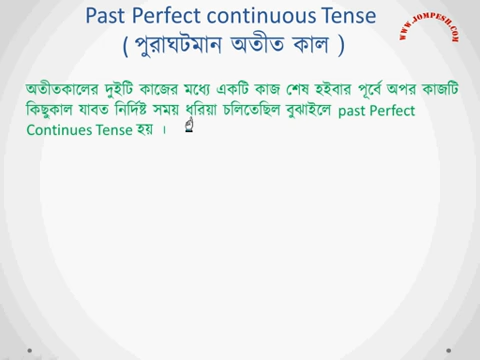 Past Perfect continuous Tense
( পুরাঘটমান অতীত কাল )
WWW.JOMPESH.COM
অতীতকালের দুইটি কাজের মধ্যে একটি কাজ শেষ হইবার পূর্বে অপর কাজটি
কিছুকাল যাবত নির্দিষ্ট সময় ধরিয়া চলিতেছিল বুঝাইলে past Perfect
Continues Tense হয় ।